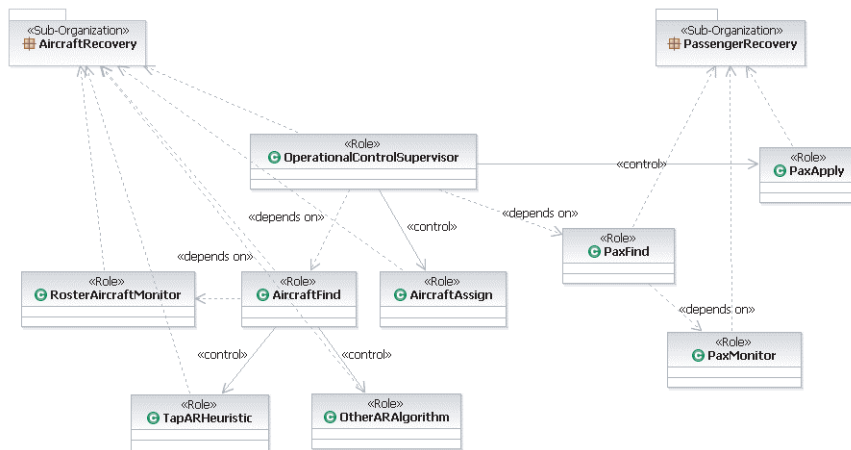 «Sub-Organization»
AircraftRecovery
«Sub-Organization»
PassengerRecovery
«Role»
OperationalControlSupervisor
«control»
«Role»
PaxApply
«depends on»
«depends on»
«control»
«Role»
PaxFind
«depends on»
«Role»
RosterAircraftMonitor
«Role»
AircraftFind
«Role»
AircraftAssign
«depends on»
«Role»
PaxMonitor
«control»
«control»
«Role»
TapARHeuristic
«Role»
OtherARAlgorithm